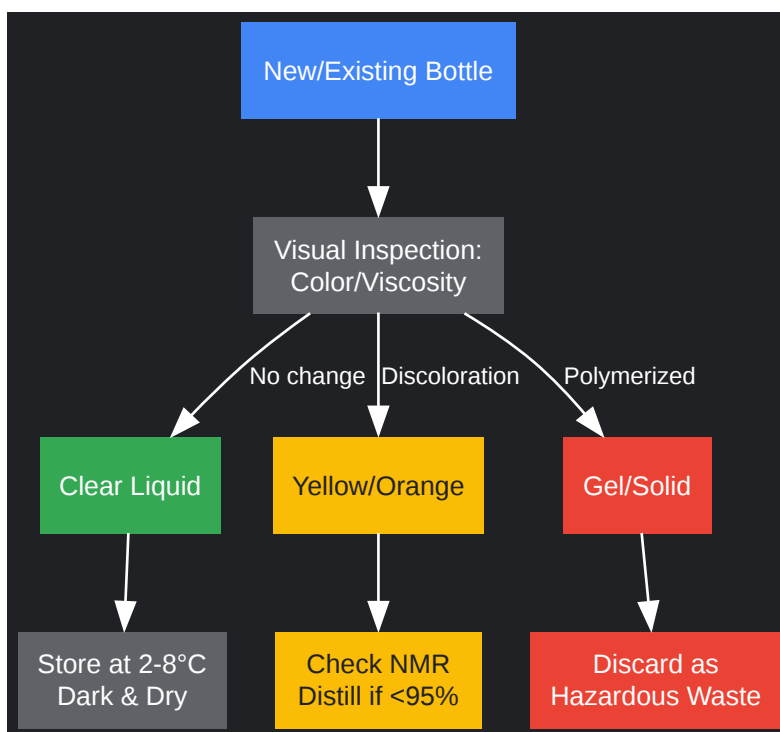 New/Existing Bottle
Visual Inspection:
Color/Viscosity
No change
Discoloration
Polymerized
Clear Liquid
Yellow/Orange
Gel/Solid
Store at 2-8°C
Dark & Dry
Check NMR
Distill if <95%
Discard as
Hazardous Waste